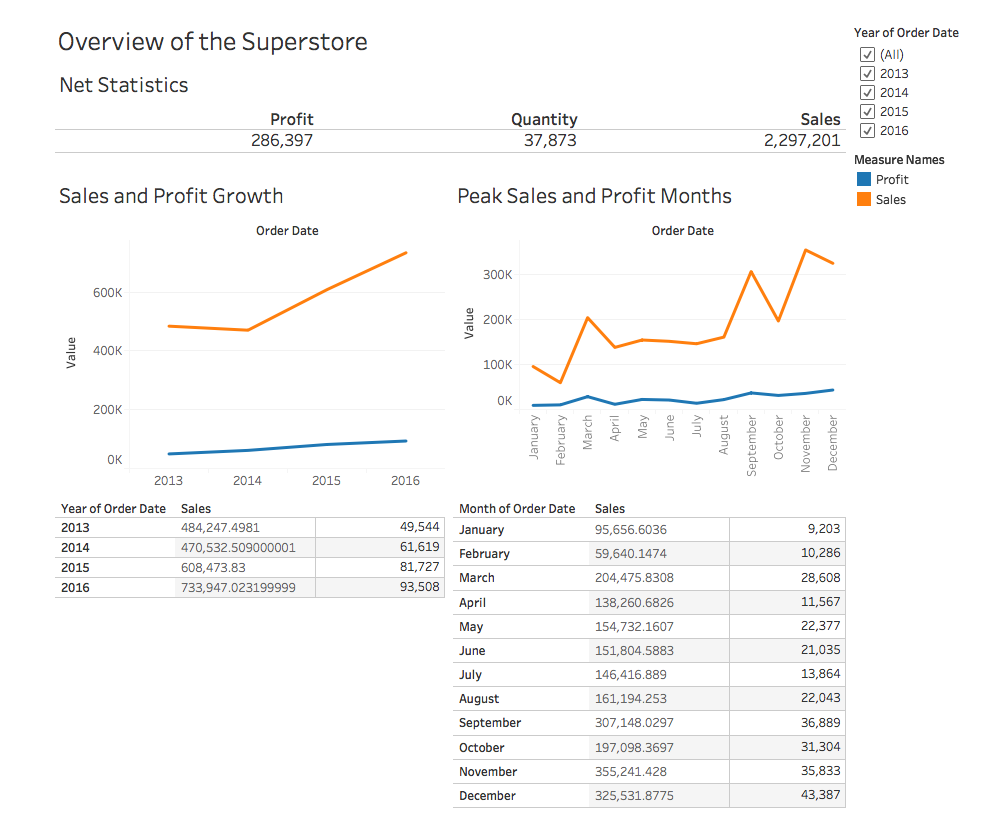 Overview of the Superstore
Net Statistics
Profit Quantity Sales
286,397 37,873 2,297,201
Year of Order Date
(All)
2013
2014
2015
2016
Measure Names
Profit
Sales
Sales and Profit Growth
Order Date
Value
600K
400K
200K
0K
2013 2014 2015 2016
Year of Order Date Sales
2013 484,247.4981 49,544
2014 470,532.509000001 61,619
2015 608,473.83 81,727
2016 733,947.023199999 93,508
Peak Sales and Profit Months
Order Date
Value
300K
200K
100K
0K
January
February
March
April
May
June
July
August
September
October
November
December
Month of Order Date Sales
January 95,656.6036 9,203
February 59,640.1474 10,286
March 204,475.8308 28,608
April 138,260.6826 11,567
May 154,732.1607 22,377
June 151,804.5883 21,035
July 146,416.889 13,864
August 161,194.253 22,043
September 307,148.0297 36,889
October 197,098.3697 31,304
November 355,241.428 35,833
December 325,531.8775 43,387